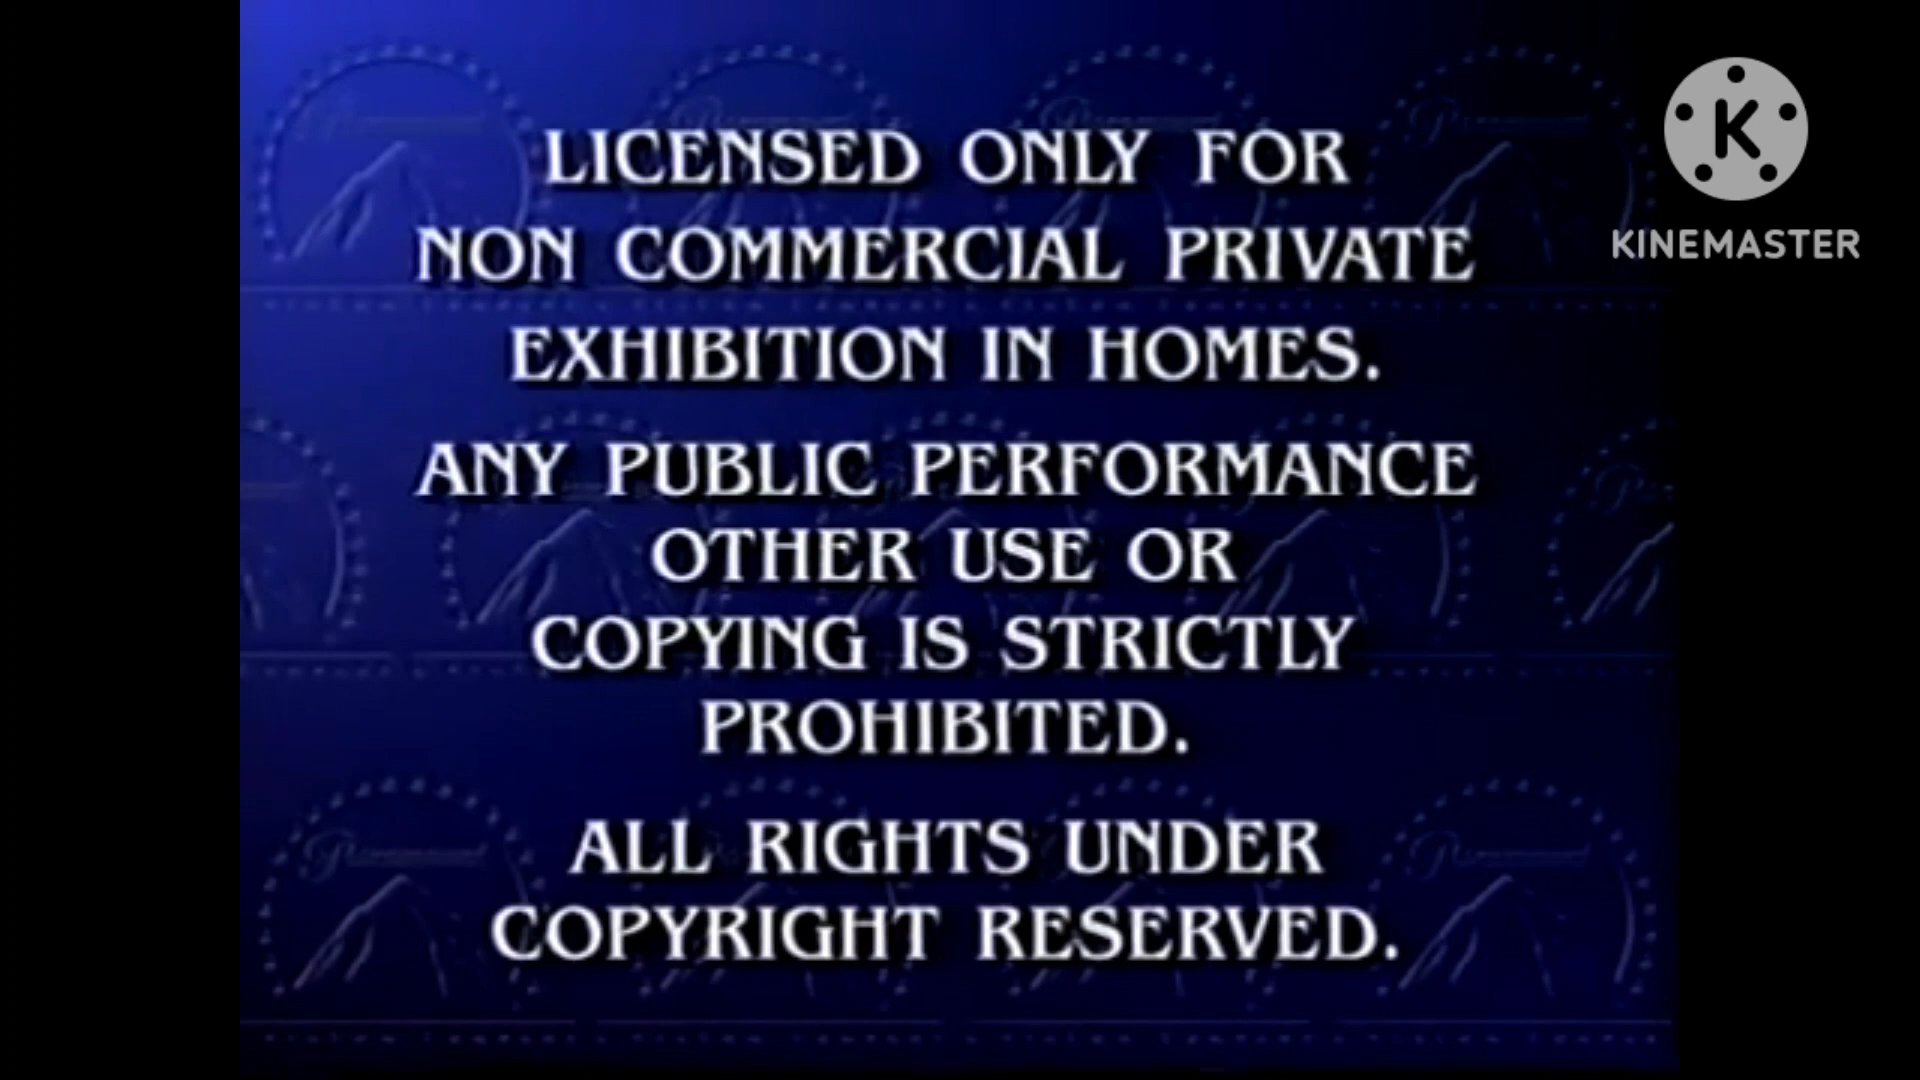 LICENSED ONLY FOR
NON COMMERCIAL PRIVATE
EXHIBITION IN HOMES.
ANY PUBLIC PERFORMANCE
OTHER USE OR
COPYING IS STRICTLY
PROHIBITED.
ALL RIGHTS UNDER
COPYRIGHT RESERVED.
K
KINEMASTER
Paramount